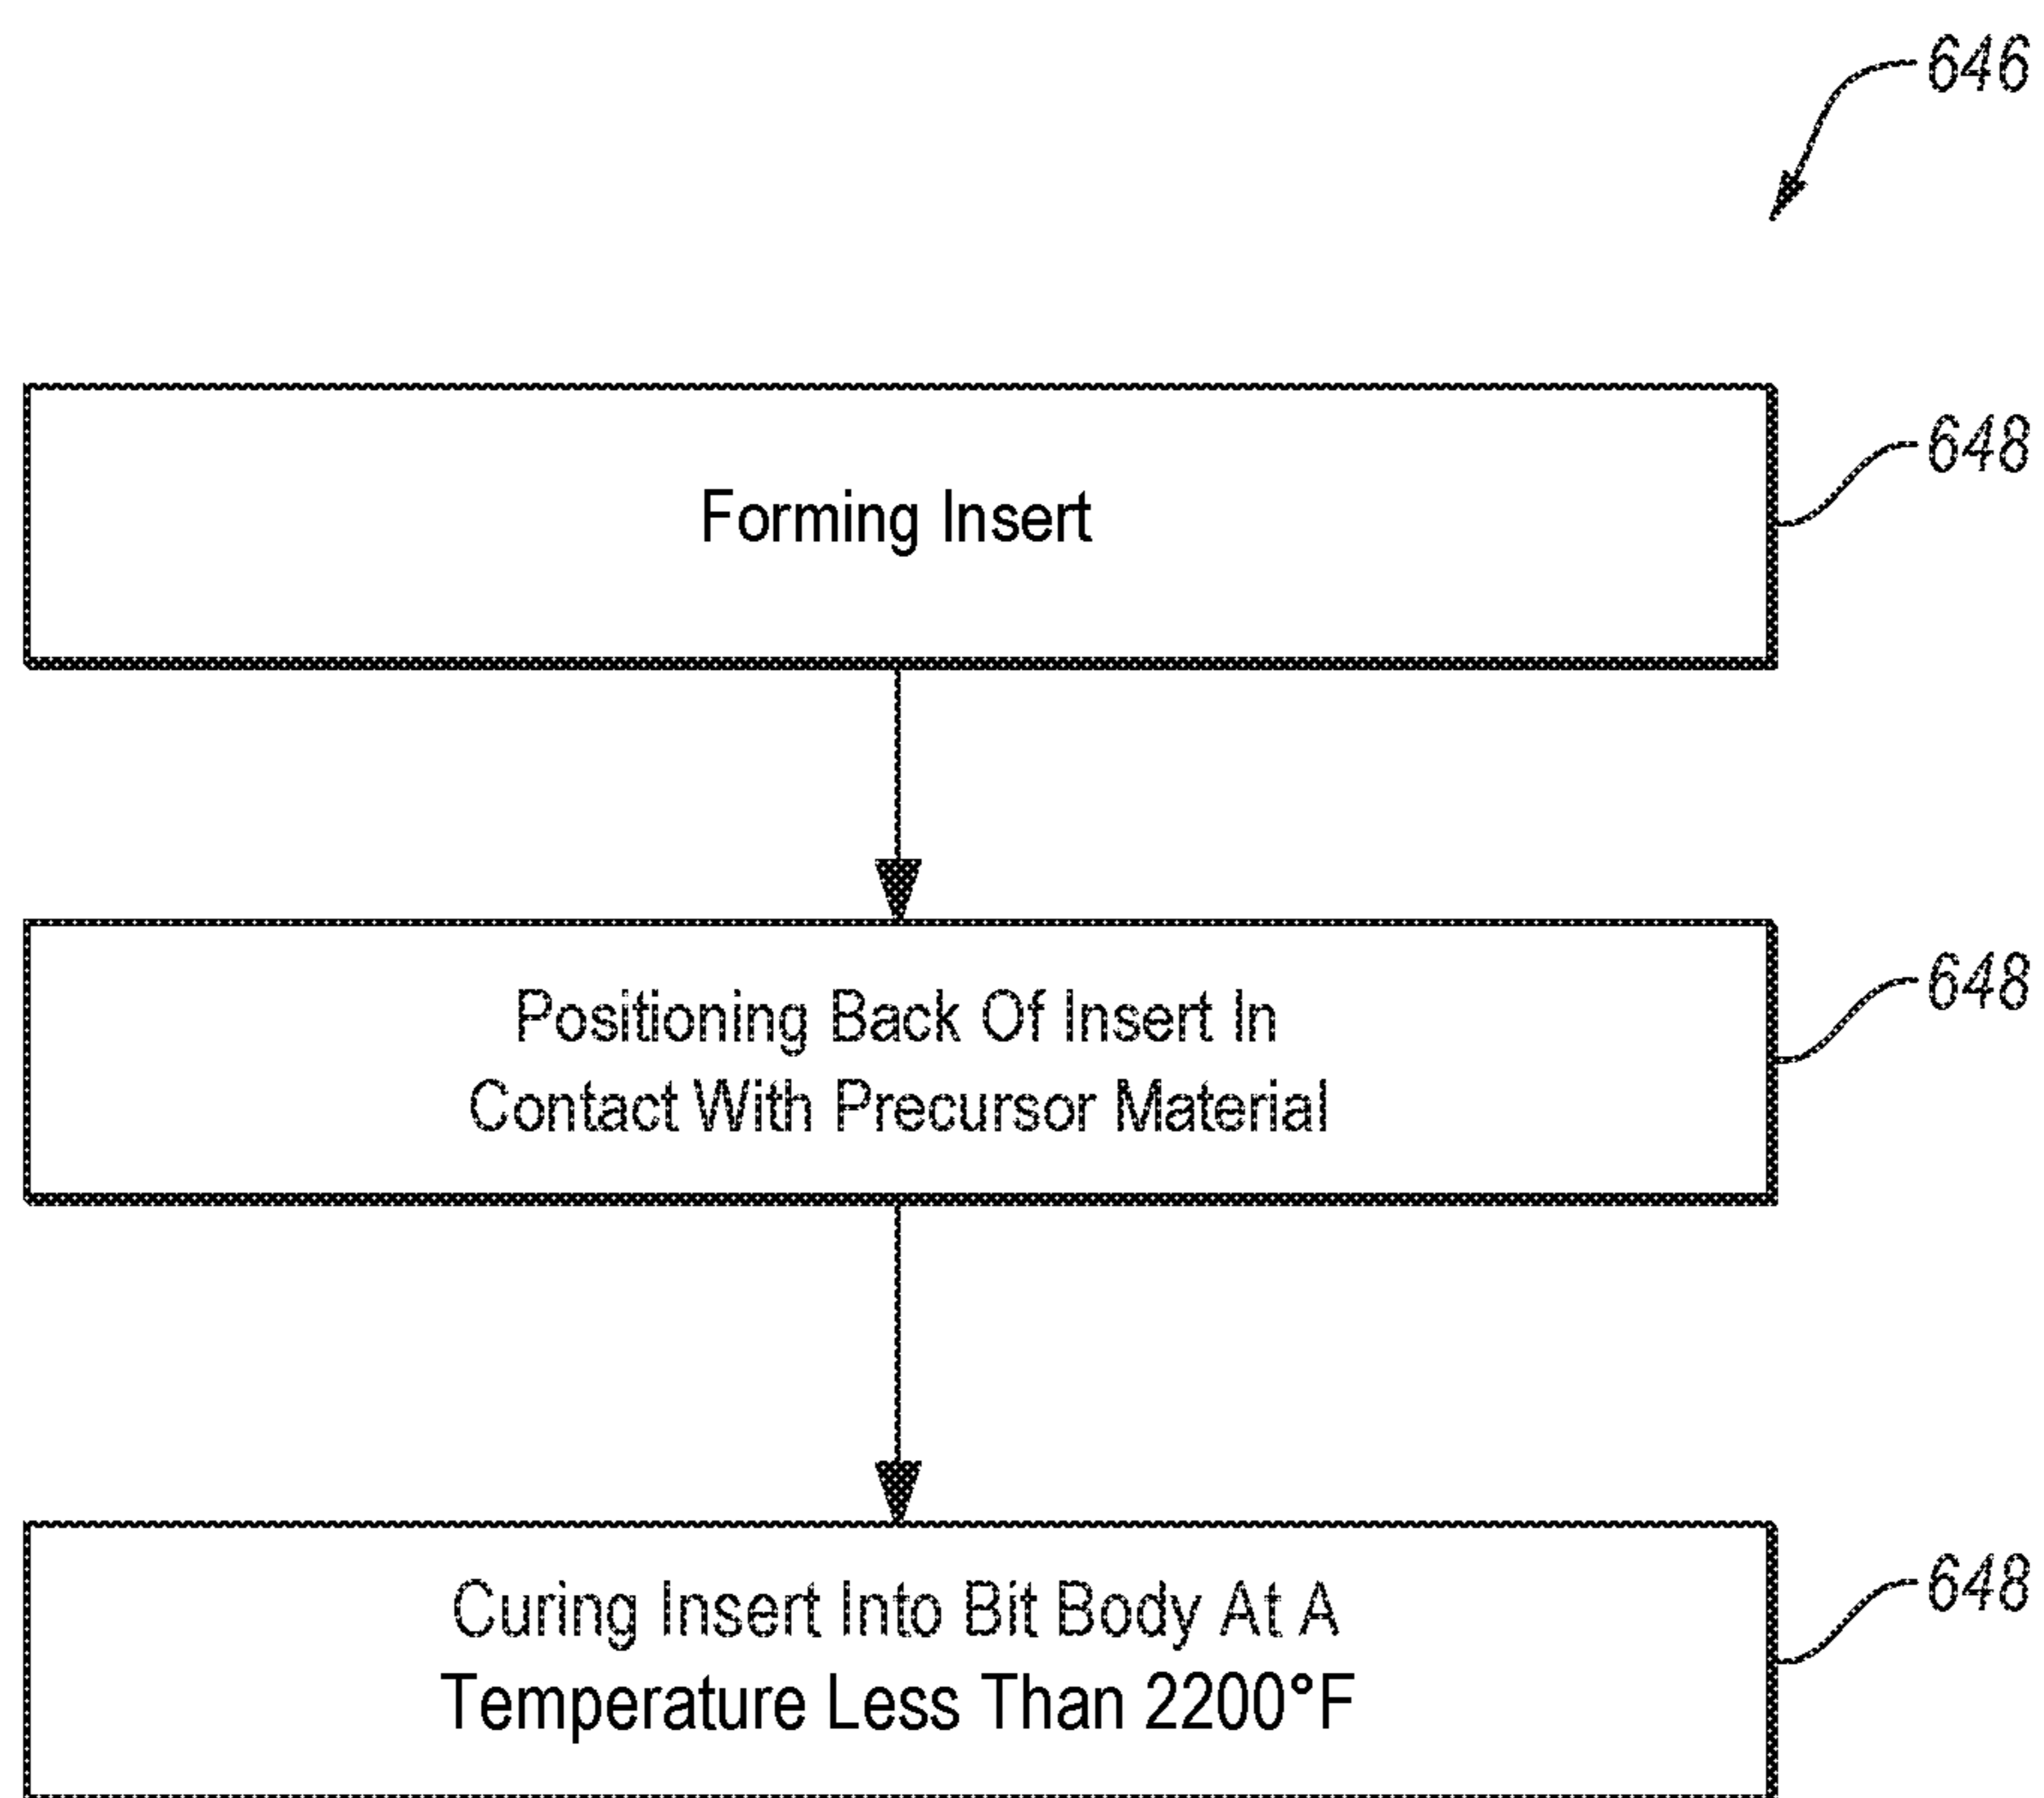 646
648
Forming Insert
648
Positioning Back Of Insert In
Contact With Precursor Material
648
Curing Insert Into Bit Body At A
Temperature Less Than 2200°F